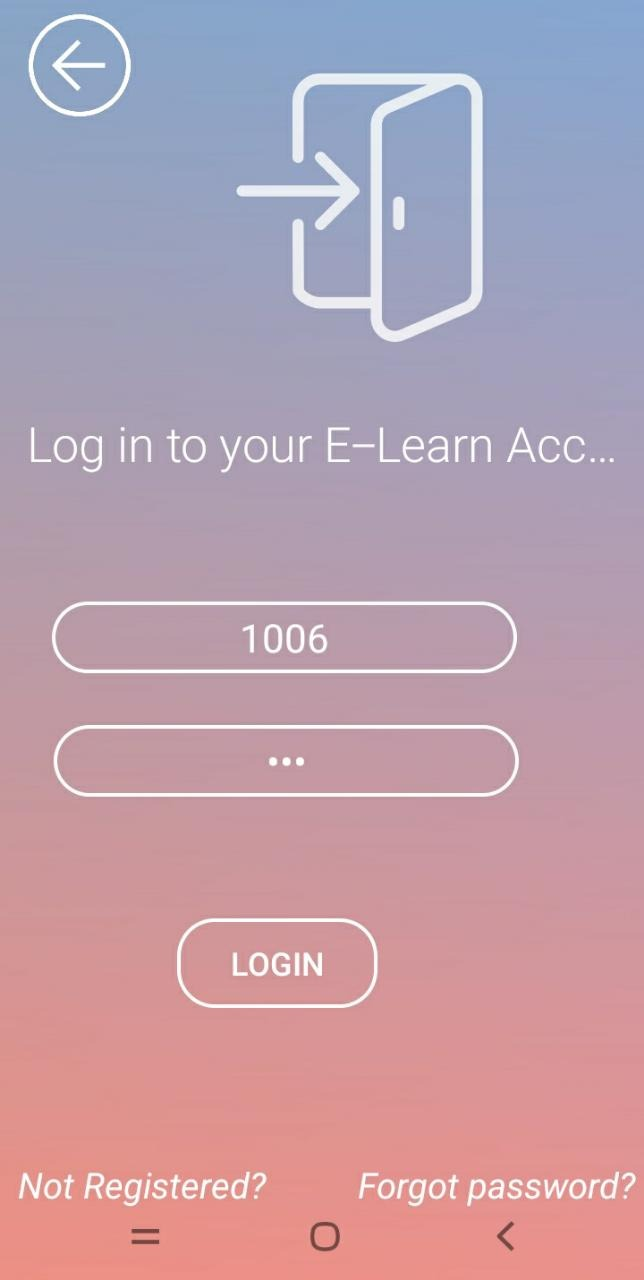 Log in to your E–Learn Acc...
1006
•••
LOGIN
Not Registered?
Forgot password?